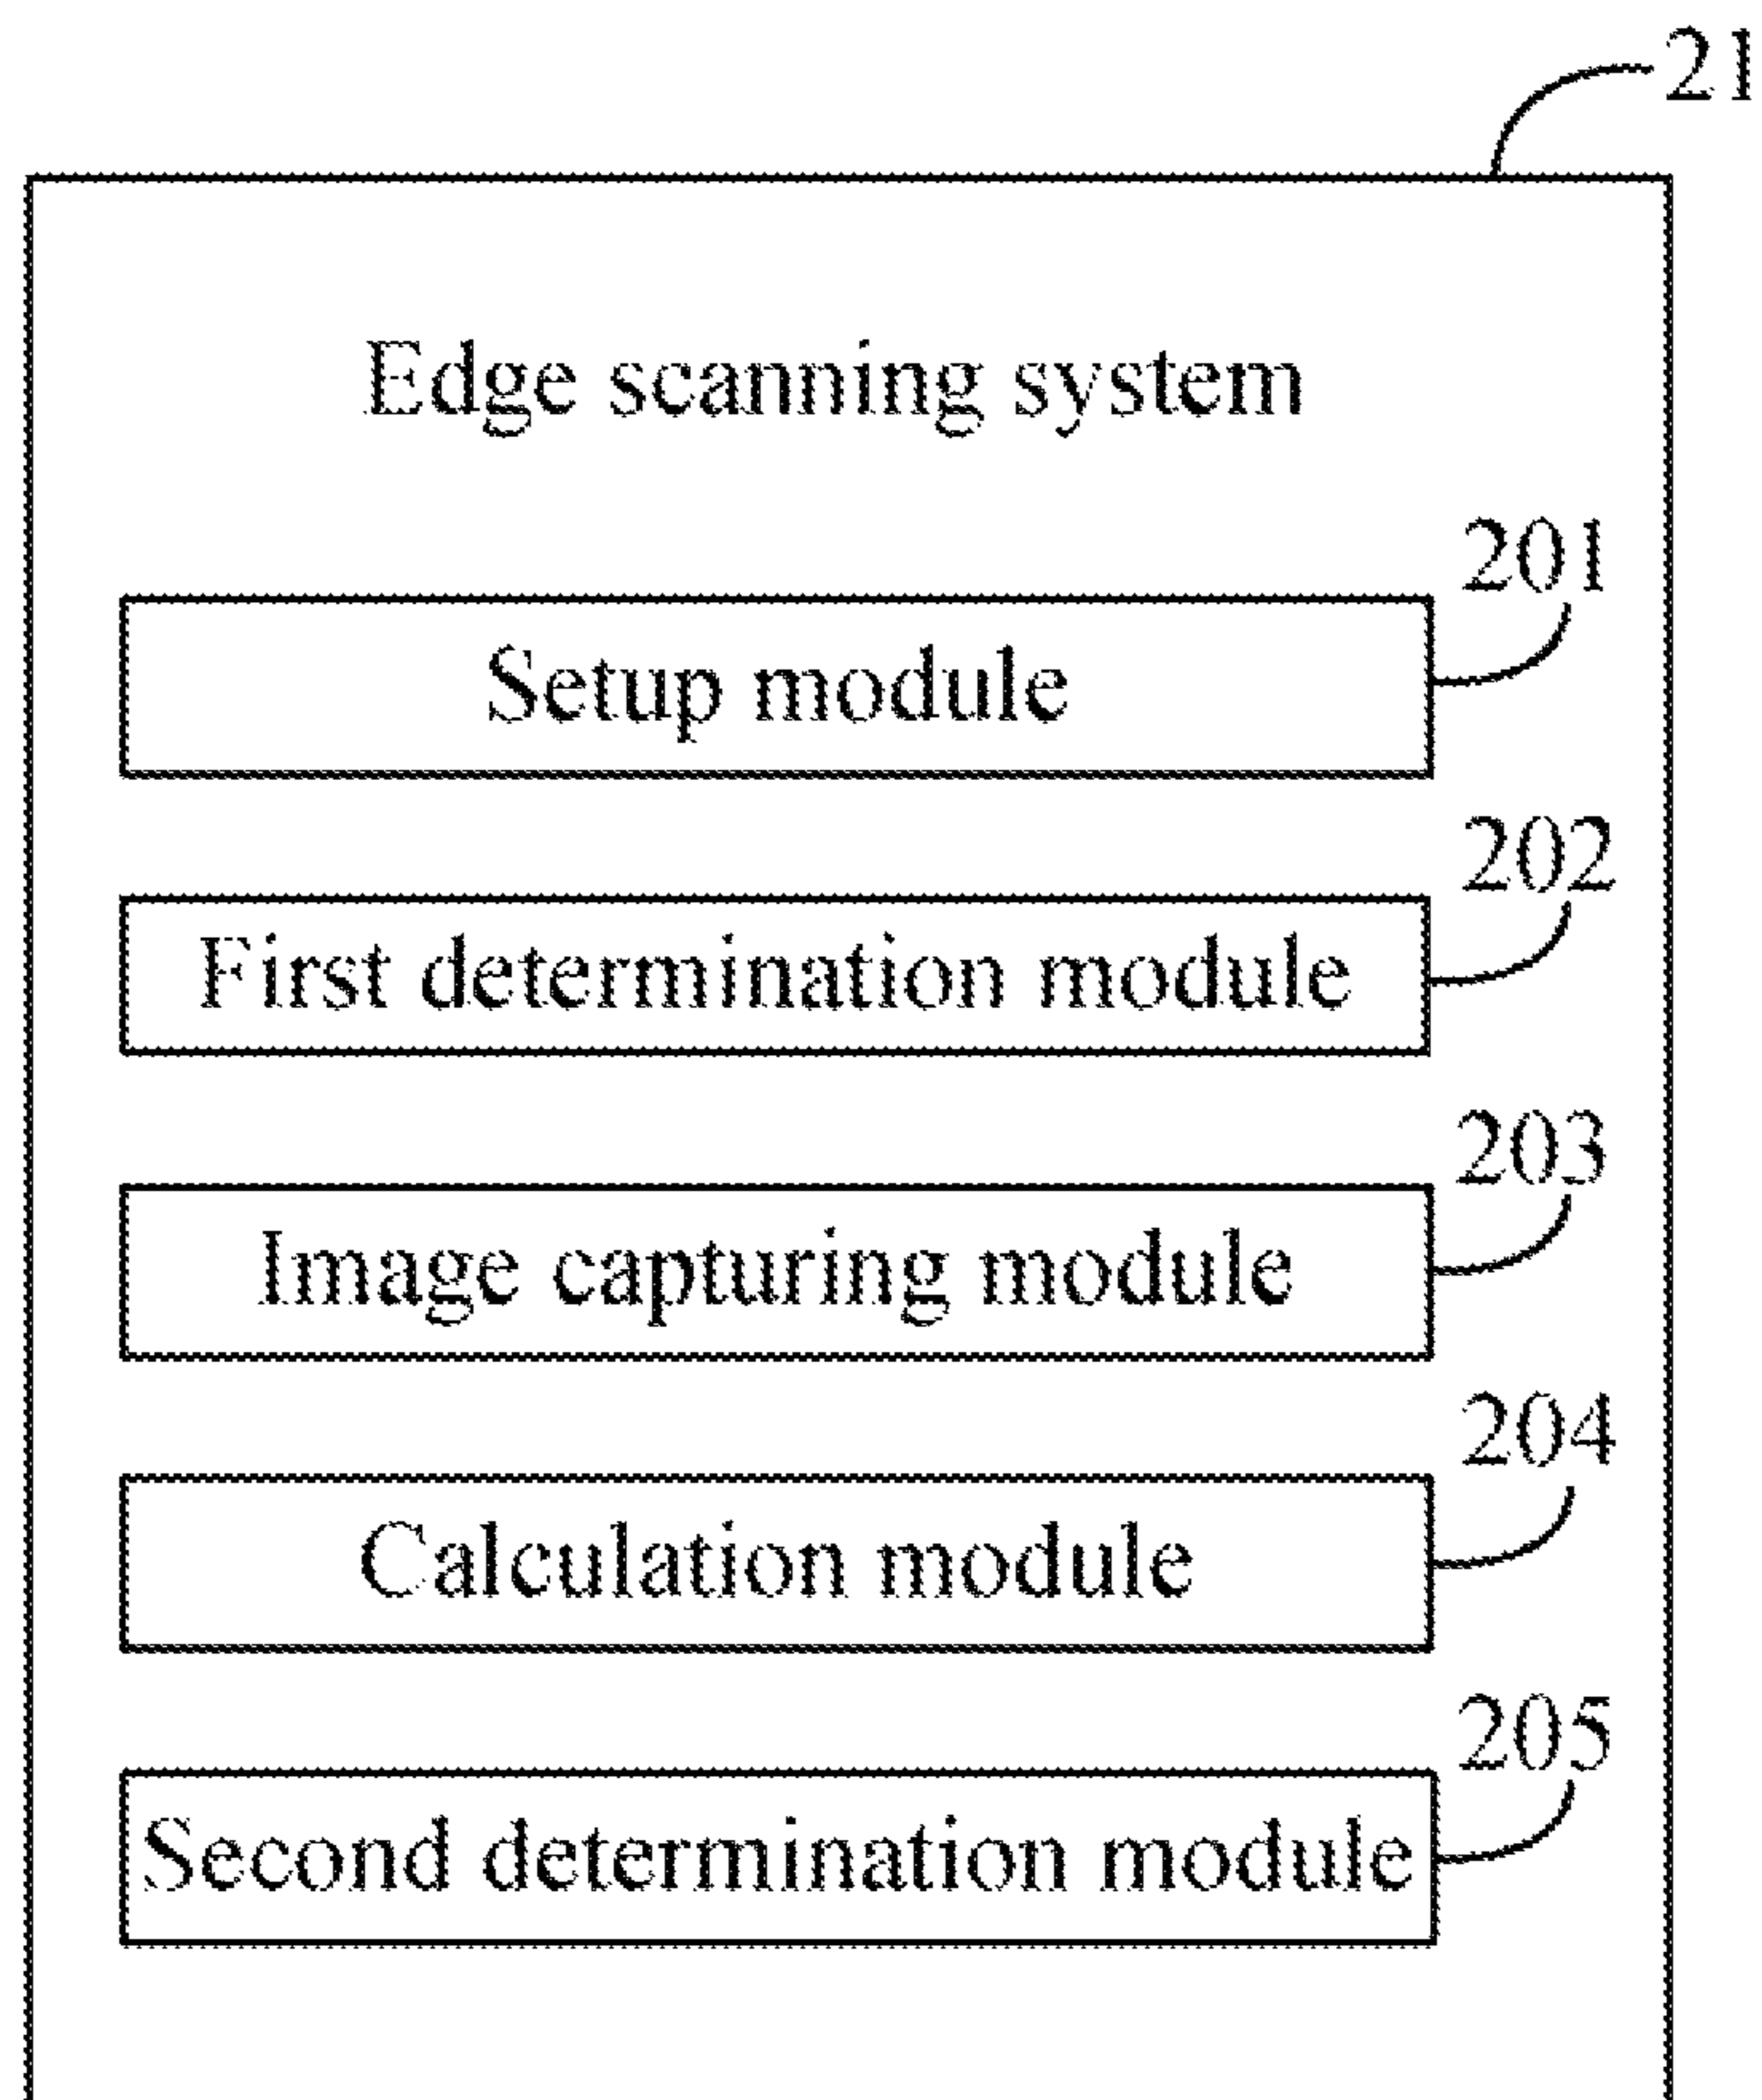 21
Edge scanning system
201
Setup module
202
First determination module
203
Image capturing module
204
Calculation module
205
Second determination module